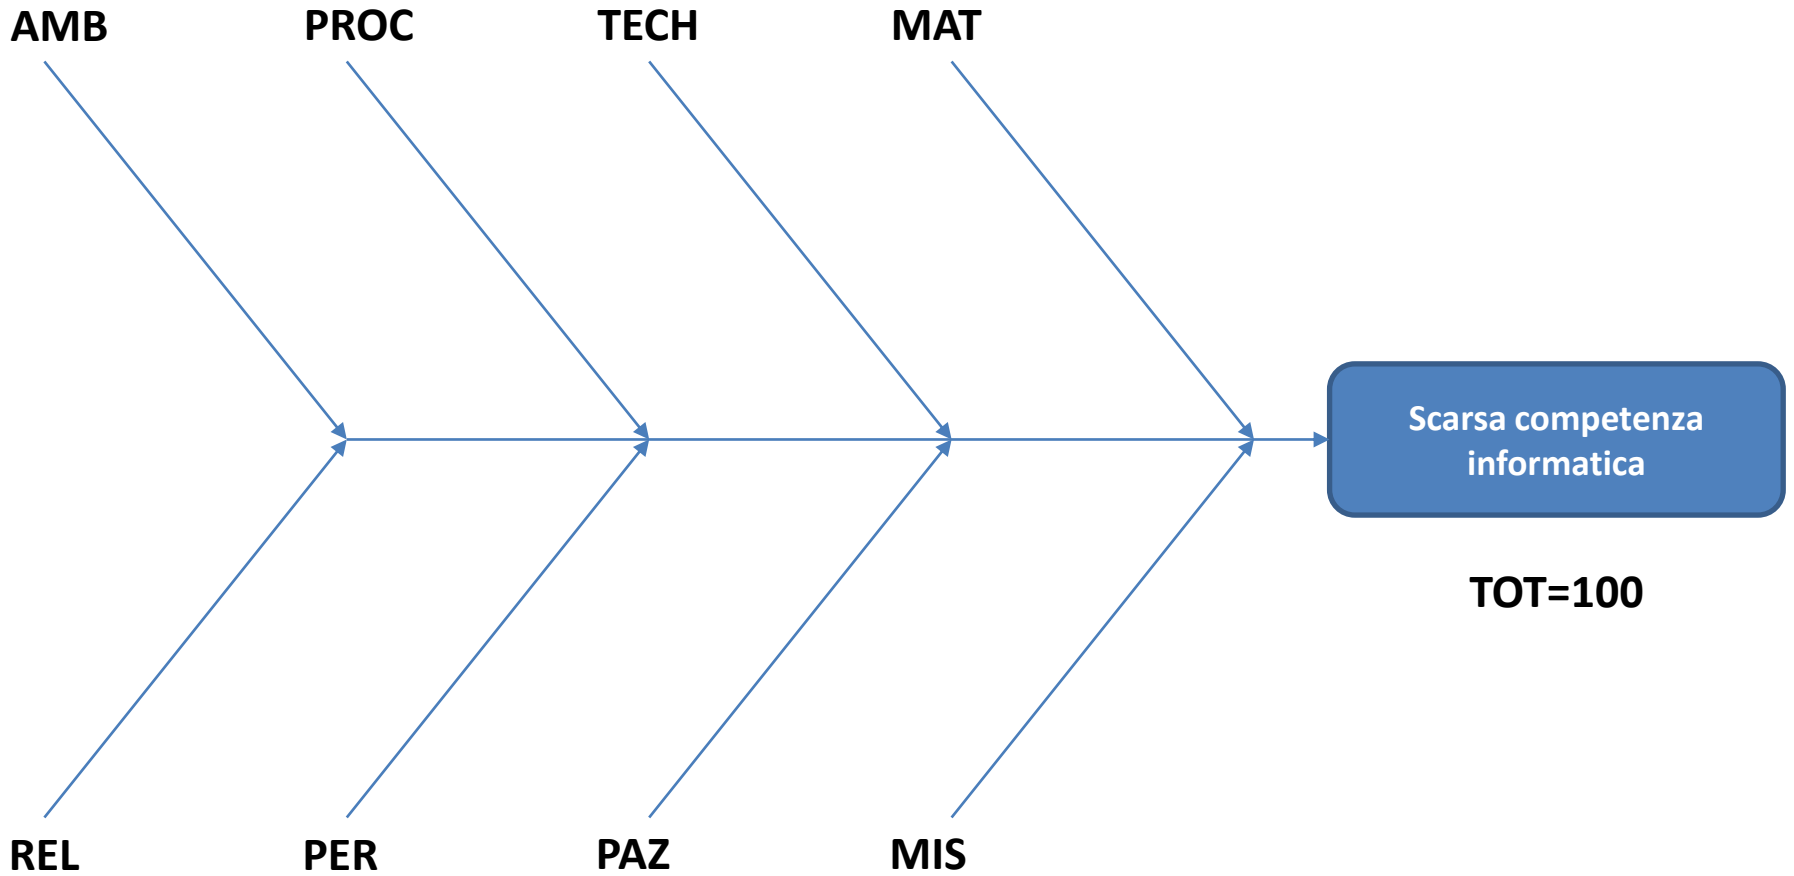 AMB
PROC
TECH
MAT
Scarsa competenza
informatica
TOT=100
REL
PER
PAZ
MIS